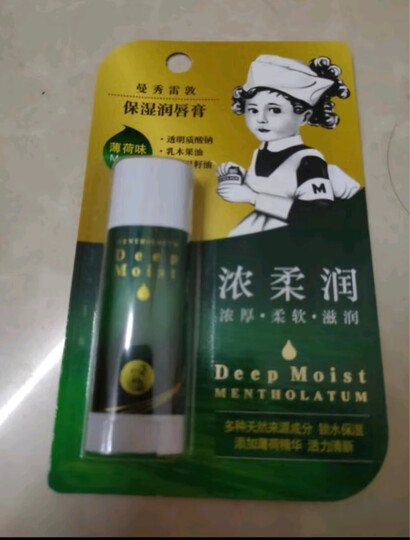 曼秀雷敦
保湿润唇膏
薄荷味
M
·透明质酸钠
·乳木果油
籽油
M
MENTHOLATUM
Deep
Moist
浓柔润
浓厚·柔软·滋润
Deep Moist
MENTHOLATUM
多种天然来源成分 锁水保湿
添加薄荷精华 活力清新